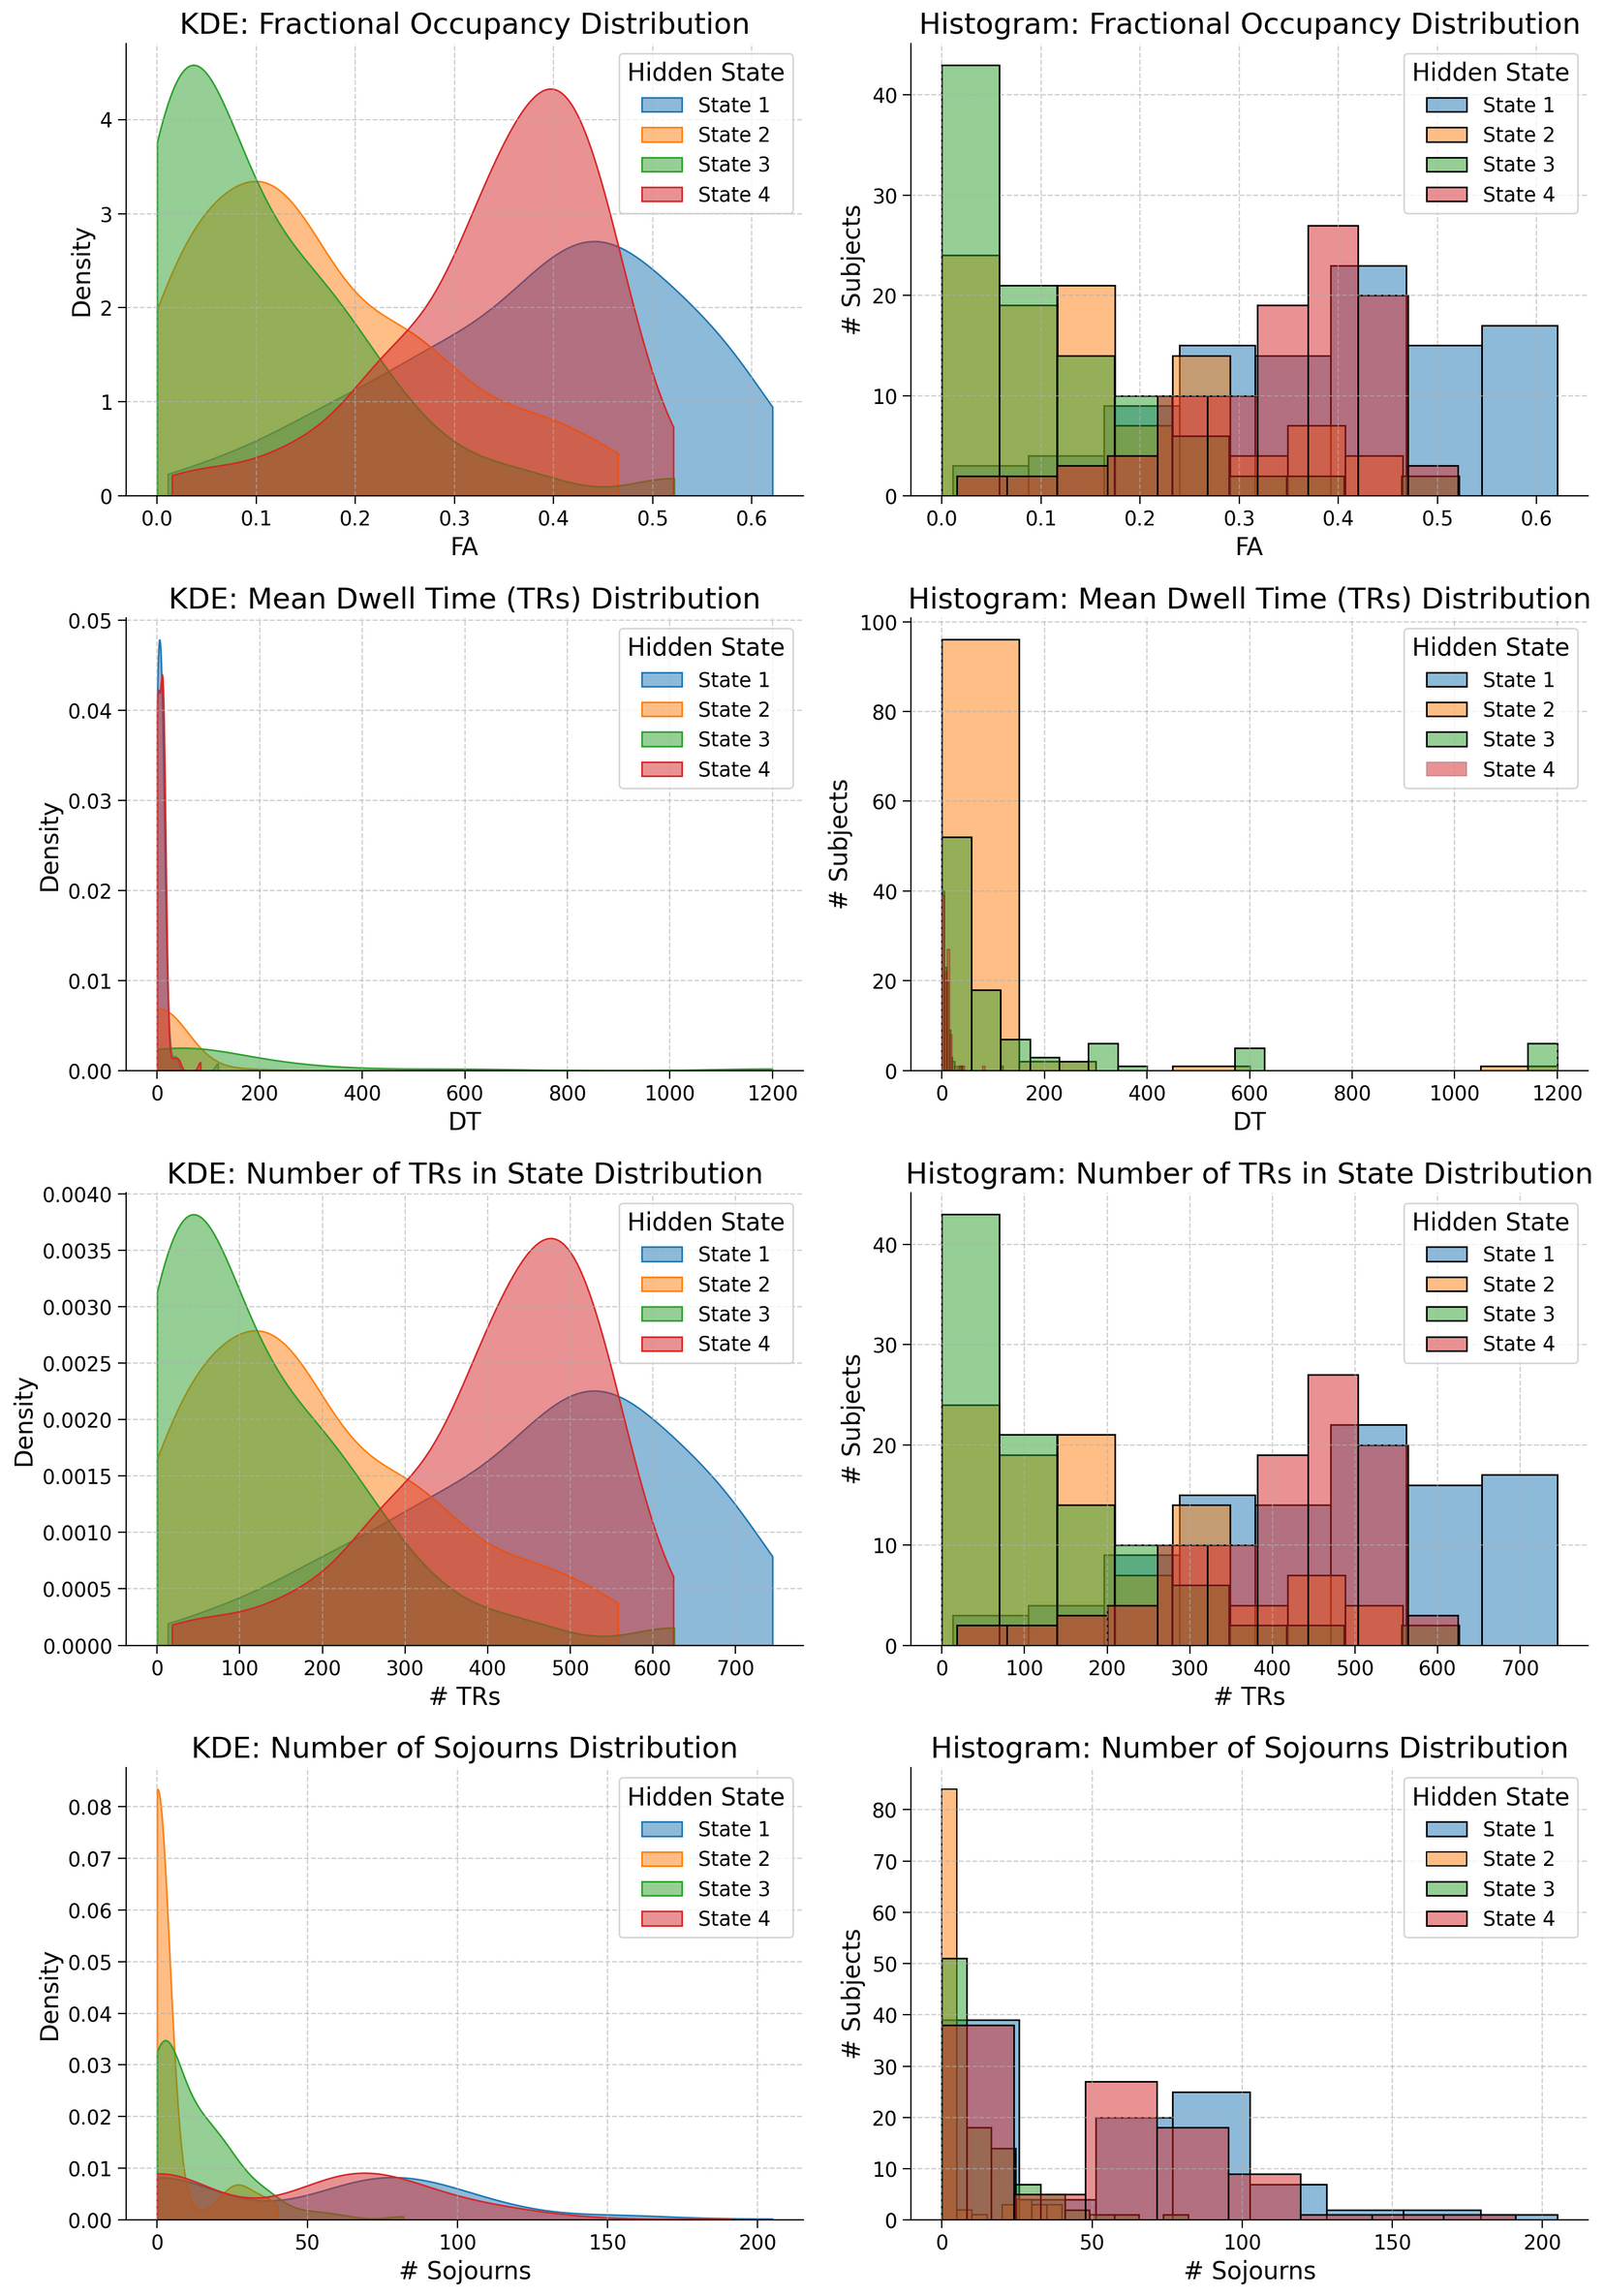 KDE: Fractional Occupancy Distribution
Hidden State
State 1
State 2
State 3
State 4
Density
4
3
2
1
0
0.0 0.1 0.2 0.3 0.4 0.5 0.6
FA
Histogram: Fractional Occupancy Distribution
Hidden State
State 1
State 2
State 3
State 4
# Subjects
40
30
20
10
0
0.0 0.1 0.2 0.3 0.4 0.5 0.6
FA
KDE: Mean Dwell Time (TRs) Distribution
Hidden State
State 1
State 2
State 3
State 4
Density
0.05
0.04
0.03
0.02
0.01
0.00
0 200 400 600 800 1000 1200
DT
Histogram: Mean Dwell Time (TRs) Distribution
Hidden State
State 1
State 2
State 3
State 4
# Subjects
100
80
60
40
20
0
0 200 400 600 800 1000 1200
DT
KDE: Number of TRs in State Distribution
Hidden State
State 1
State 2
State 3
State 4
Density
0.0040
0.0035
0.0030
0.0025
0.0020
0.0015
0.0010
0.0005
0.0000
0 100 200 300 400 500 600 700
# TRs
Histogram: Number of TRs in State Distribution
Hidden State
State 1
State 2
State 3
State 4
# Subjects
40
30
20
10
0
0 100 200 300 400 500 600 700
# TRs
KDE: Number of Sojourns Distribution
Hidden State
State 1
State 2
State 3
State 4
Density
0.08
0.07
0.06
0.05
0.04
0.03
0.02
0.01
0.00
0 50 100 150 200
# Sojourns
Histogram: Number of Sojourns Distribution
Hidden State
State 1
State 2
State 3
State 4
# Subjects
80
70
60
50
40
30
20
10
0
0 50 100 150 200
# Sojourns